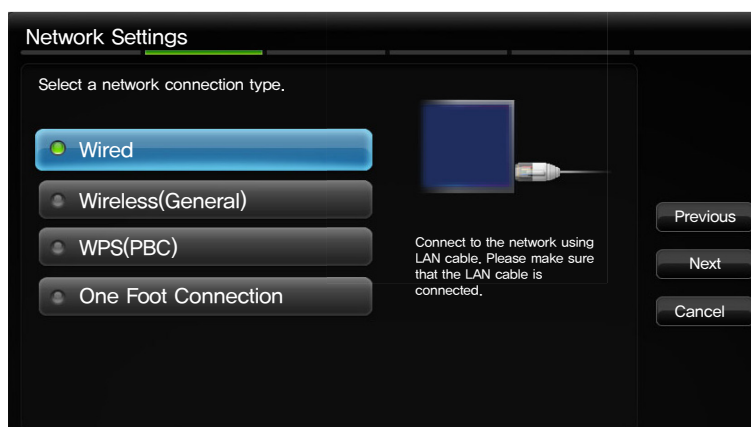 Network Settings
Select a network connection type.
Wired
Wireless(General)
WPS(PBC)
One Foot Connection
Connect to the network using
LAN cable. Please make sure
that the LAN cable is
connected.
Previous
Next
Cancel